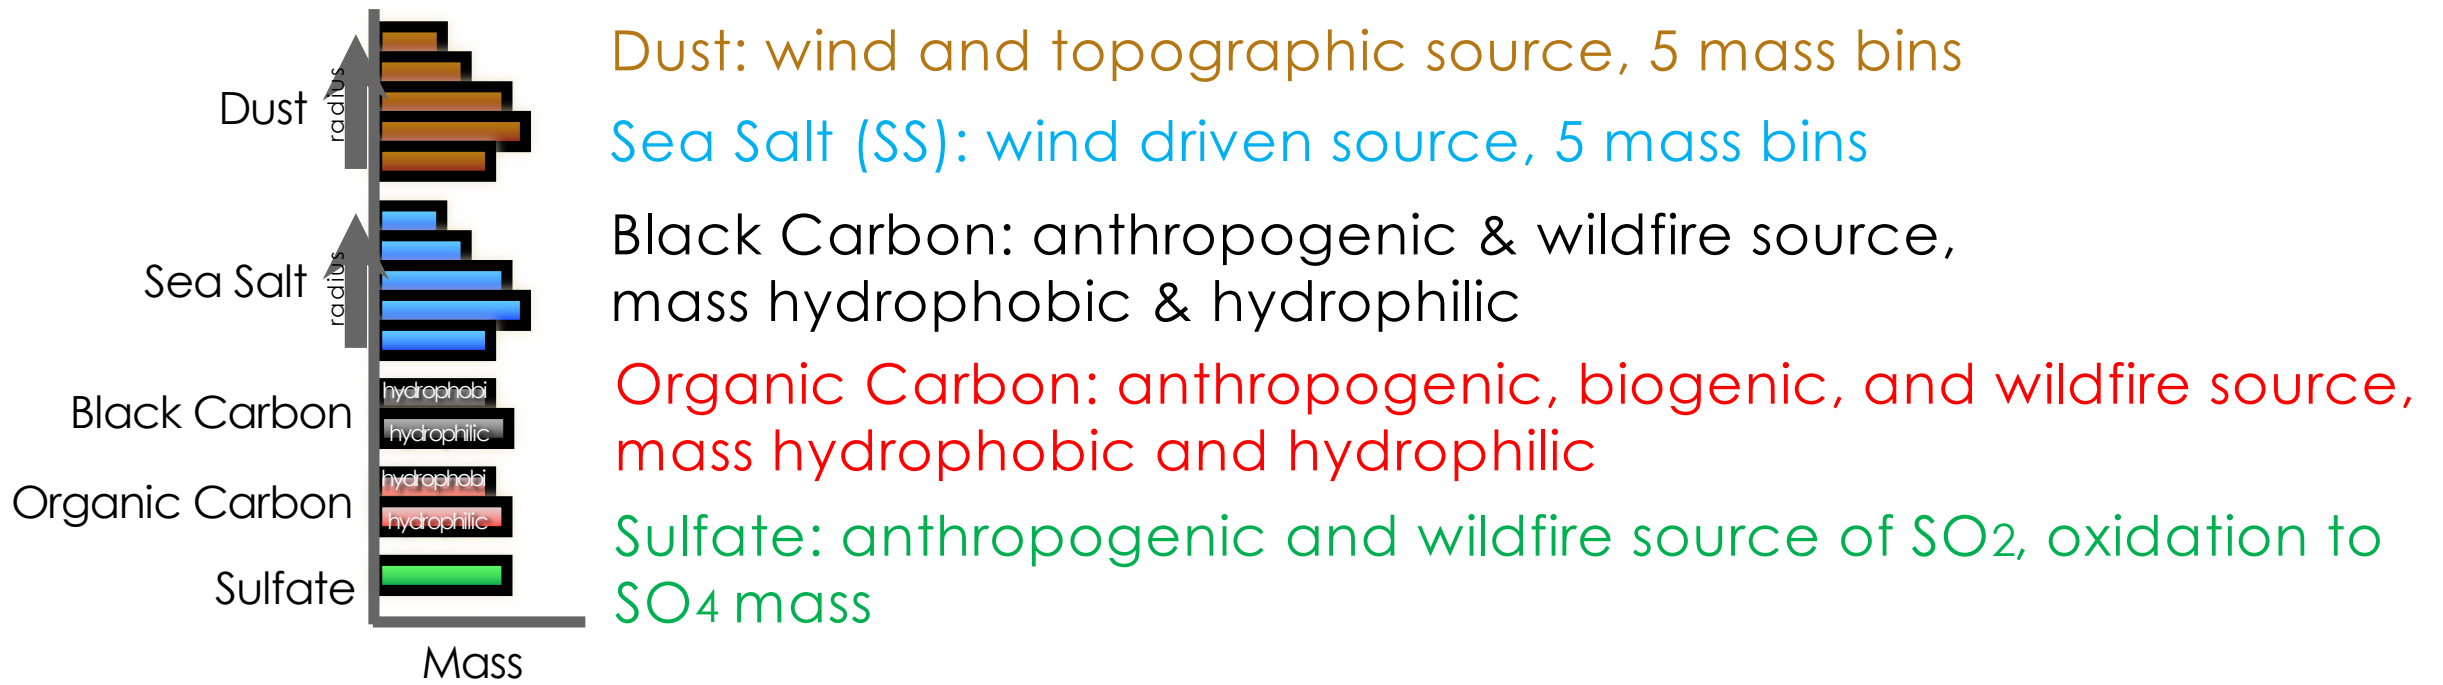 Dust
radius
Sea Salt
radius
Black Carbon
hydrophobi
hydrophilic
Organic Carbon
hydrophobi
hydrophilic
Sulfate
Mass
Dust: wind and topographic source, 5 mass bins
Sea Salt (SS): wind driven source, 5 mass bins
Black Carbon: anthropogenic & wildfire source,
mass hydrophobic & hydrophilic
Organic Carbon: anthropogenic, biogenic, and wildfire source,
mass hydrophobic and hydrophilic
Sulfate: anthropogenic and wildfire source of SO2, oxidation to
SO4 mass